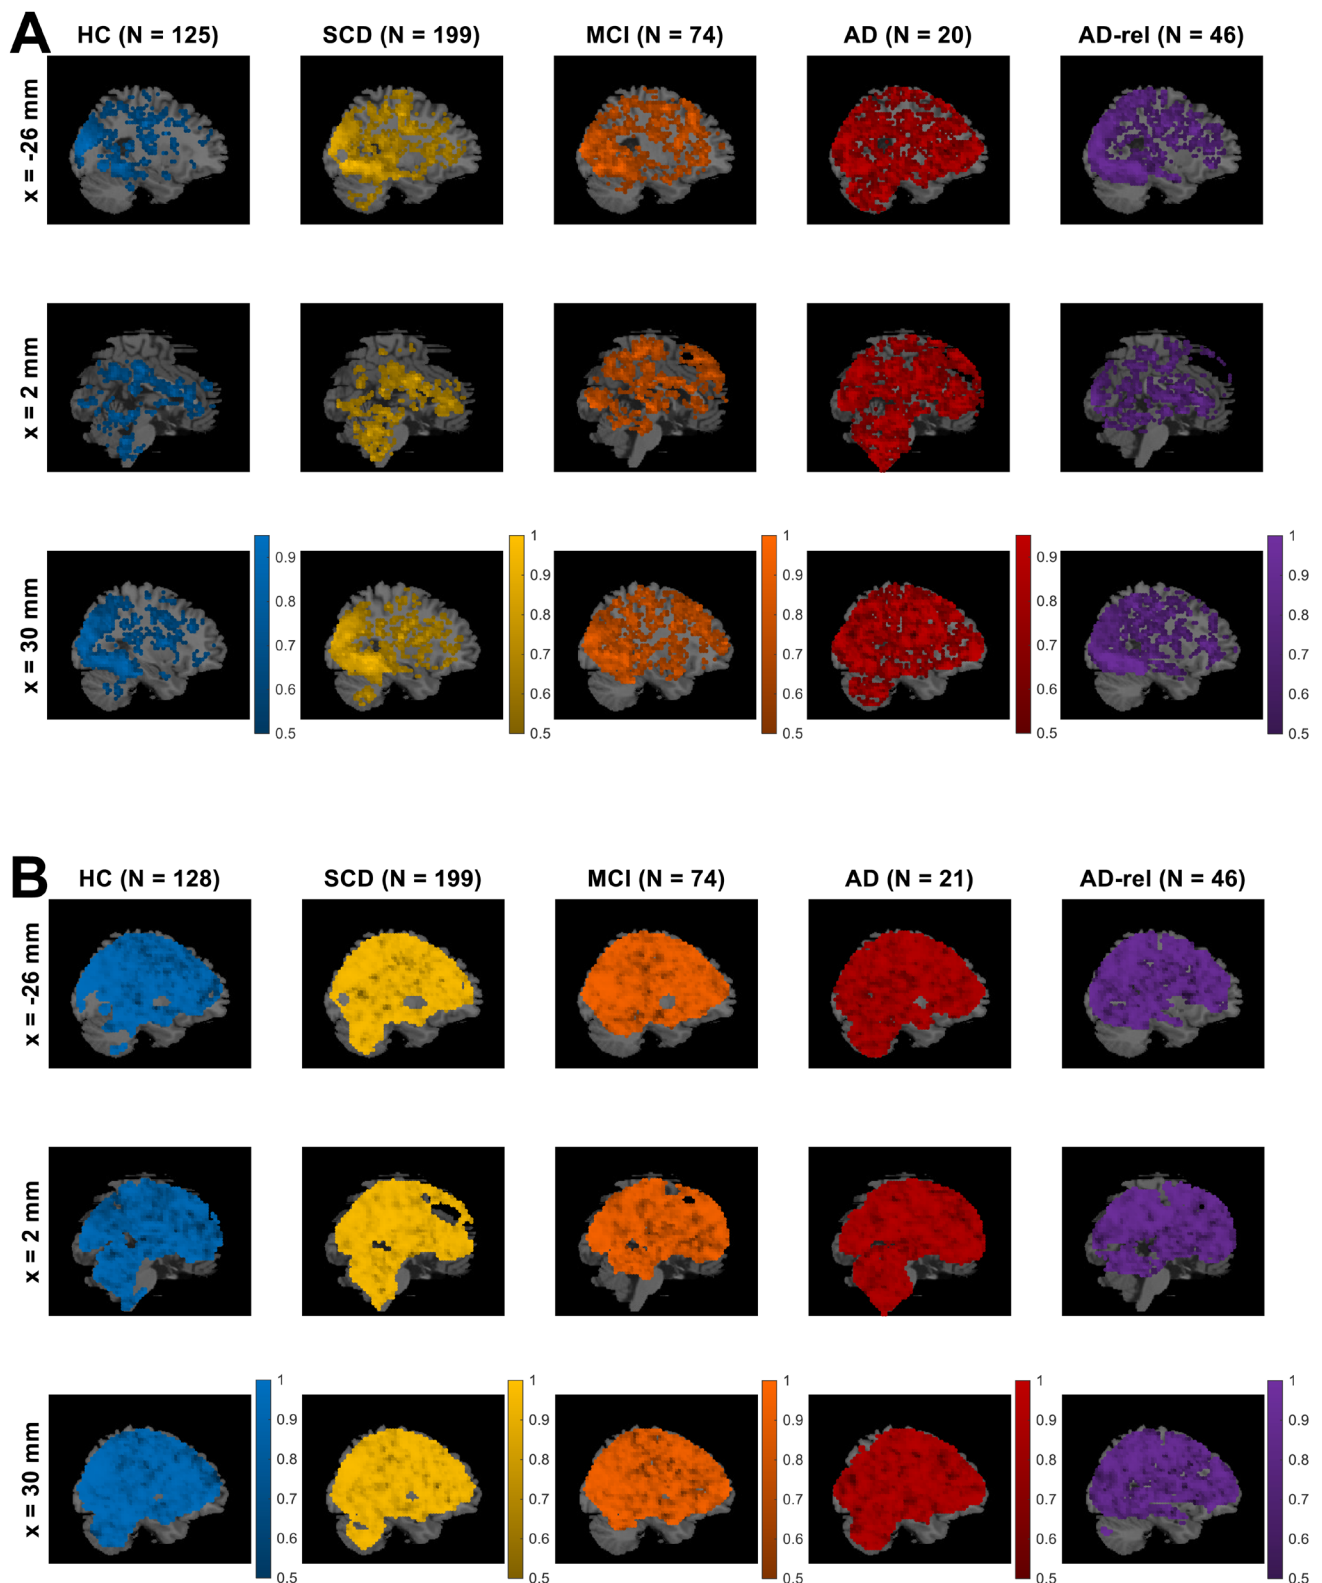 A
HC (N = 125) SCD (N = 199) MCI (N = 74) AD (N = 20) AD-rel (N = 46)
x = -26 mm
x = 2 mm
x = 30 mm
0.9 0.8 0.7 0.6 0.5
1 0.9 0.8 0.7 0.6 0.5
1 0.9 0.8 0.7 0.6 0.5
0.9 0.8 0.7 0.6 0.5
1 0.9 0.8 0.7 0.6 0.5
B
HC (N = 128) SCD (N = 199) MCI (N = 74) AD (N = 21) AD-rel (N = 46)
x = -26 mm
x = 2 mm
x = 30 mm
1 0.9 0.8 0.7 0.6 0.5
1 0.9 0.8 0.7 0.6 0.5
1 0.9 0.8 0.7 0.6 0.5
1 0.9 0.8 0.7 0.6 0.5
1 0.9 0.8 0.7 0.6 0.5